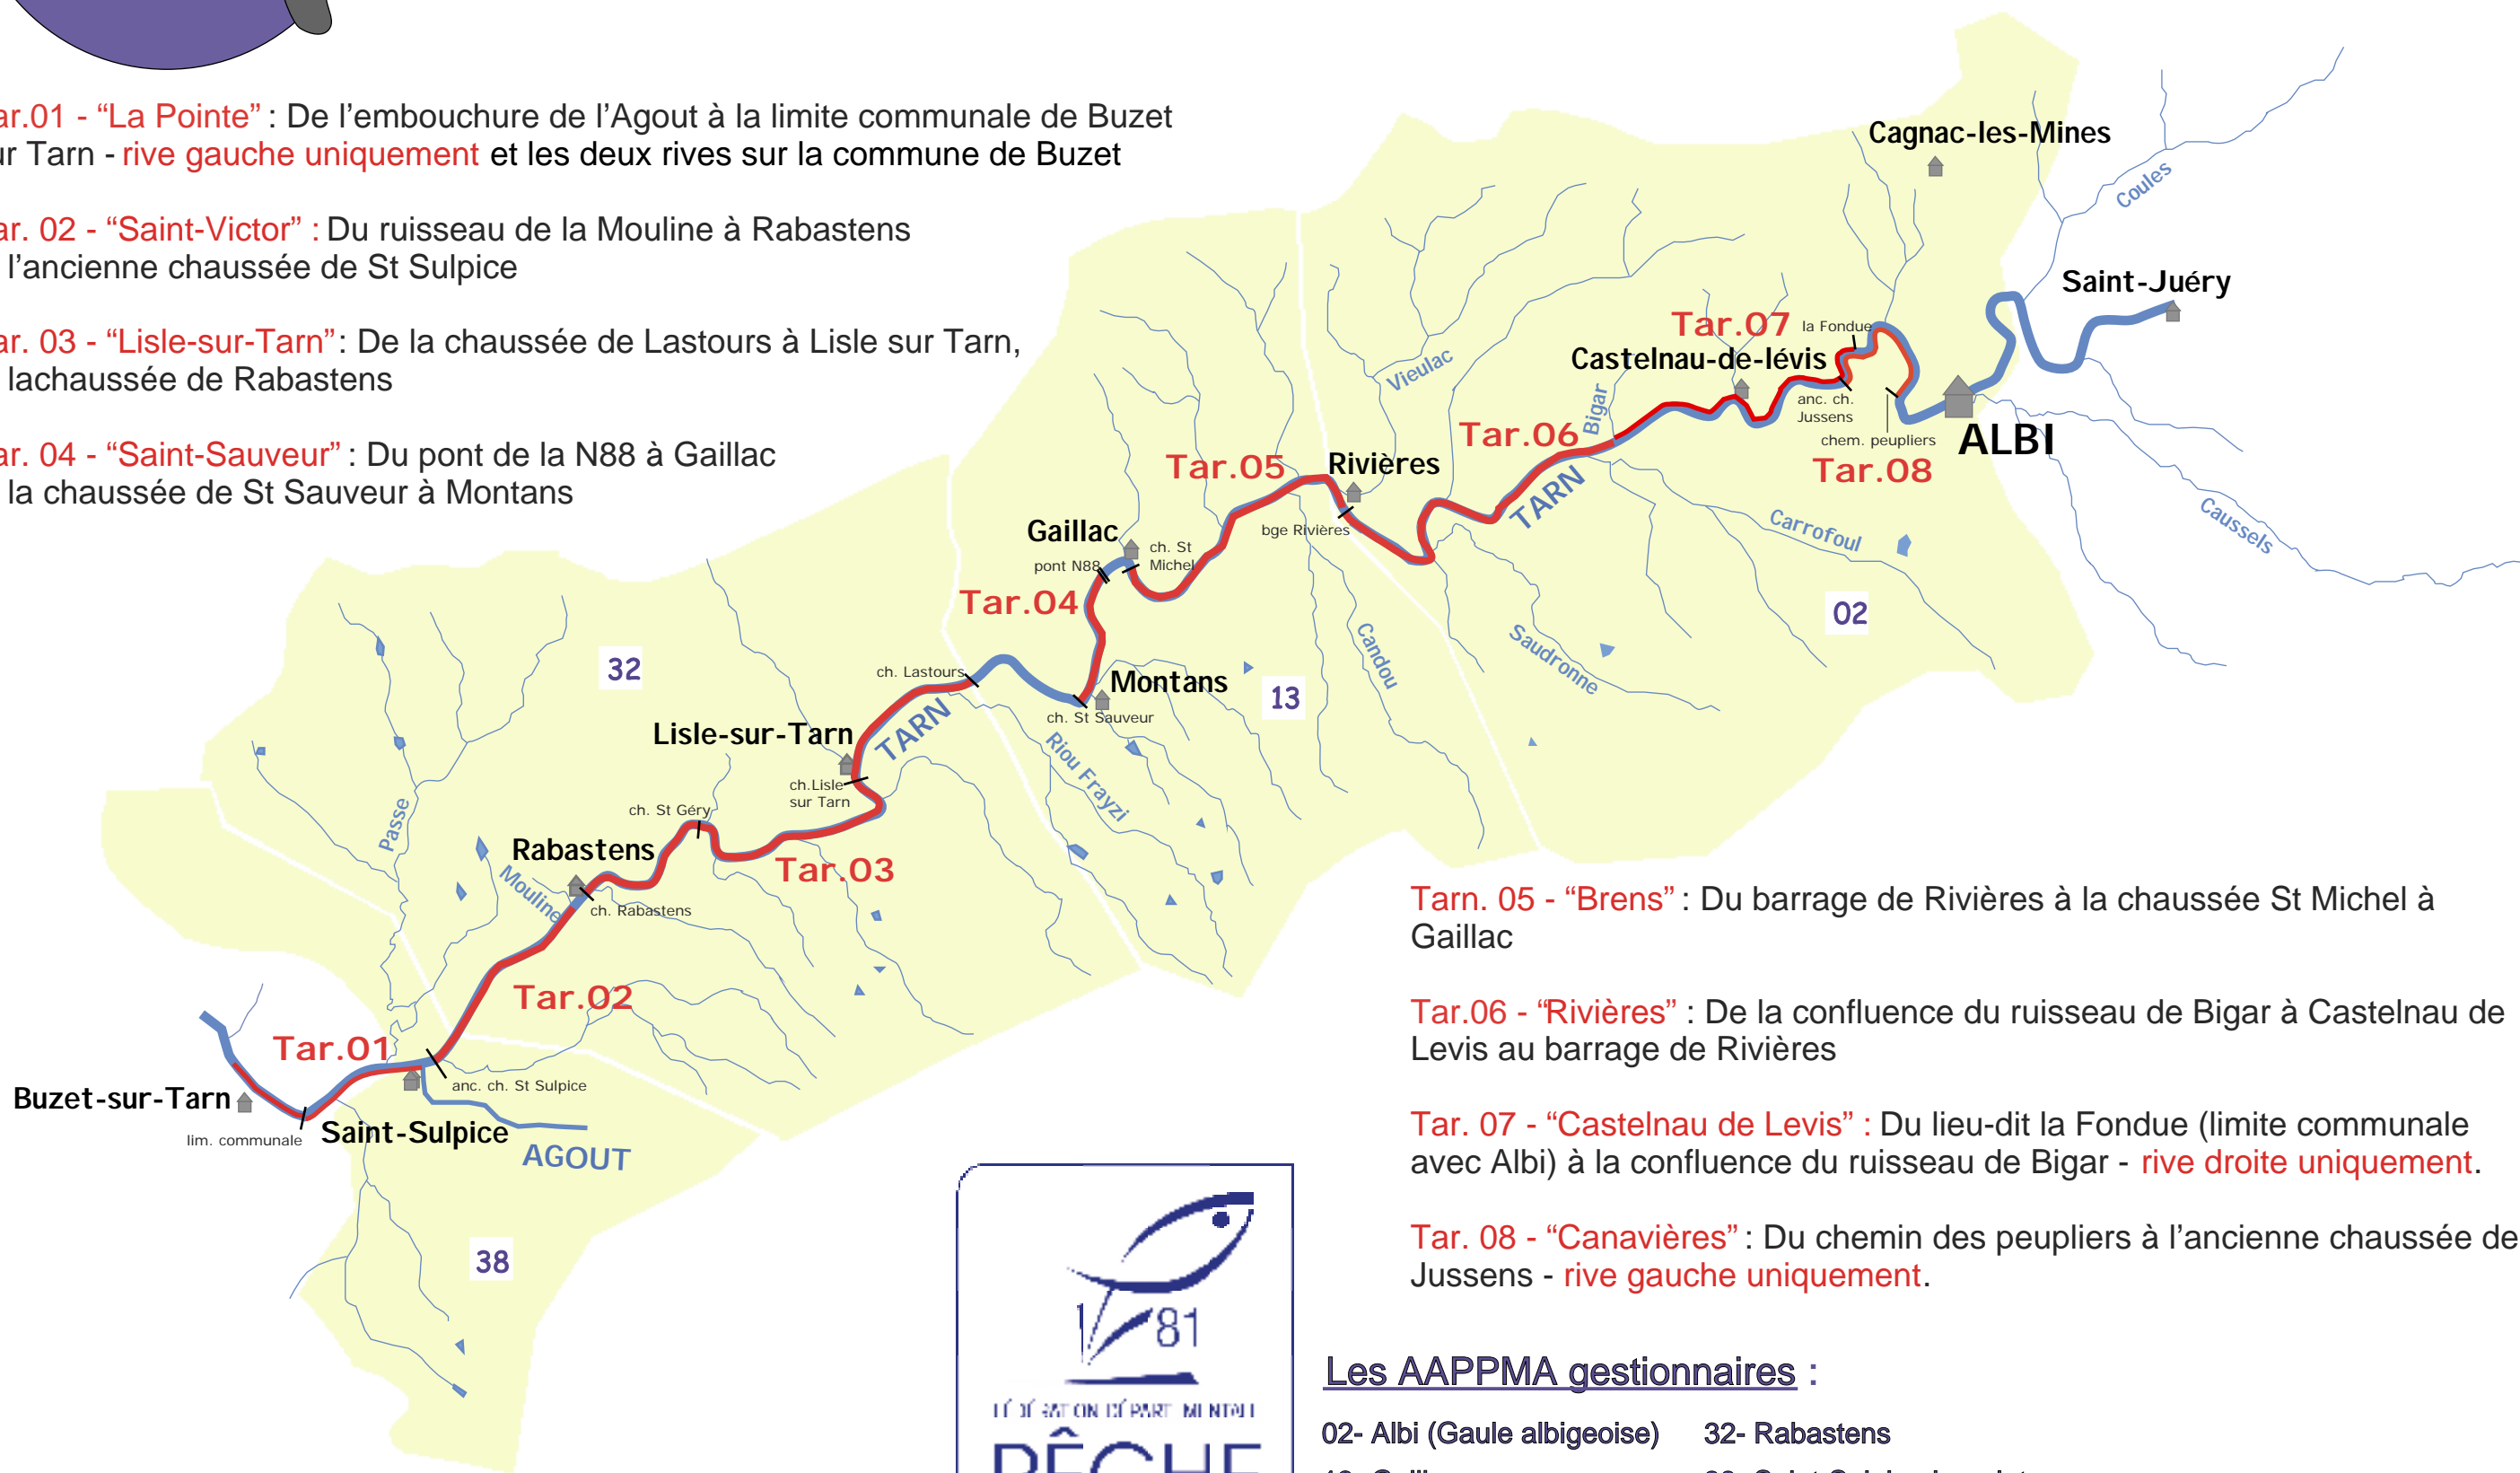 ar.01 - “La Pointe” : De l’embouchure de l’Agout à la limite communale de Buzet
ur Tarn - rive gauche uniquement et les deux rives sur la commune de Buzet
ar. 02 - “Saint-Victor” : Du ruisseau de la Mouline à Rabastens
l’ancienne chaussée de St Sulpice
ar. 03 - “Lisle-sur-Tarn” : De la chaussée de Lastours à Lisle sur Tarn,
lachaussée de Rabastens
ar. 04 - “Saint-Sauveur” : Du pont de la N88 à Gaillac
la chaussée de St Sauveur à Montans
Cagnac-les-Mines
Coules
Saint-Juéry
Tar.07
la Fondue
Castelnau-de-lévis
Vieulac
Bigar
anc. ch.
Jussens
chem. peupliers
ALBI
Tar.08
Tar.06
Tar.05
Rivières
TARN
bge Rivières
Carrofoul
Caussels
Gaillac
ch. St
Michel
pont N88
Tar.04
02
Candou
Saudronne
32
ch. Lastours
Montans
13
ch. St Sauveur
Lisle-sur-Tarn
TARN
Riou Frayzi
ch.Lisle
sur Tarn
ch. St Géry
Passe
Rabastens
Tar.03
Mouline
ch. Rabastens
Tar.02
Tar.01
anc. ch. St Sulpice
Buzet-sur-Tarn
lim. communale
Saint-Sulpice
AGOUT
38
Tarn. 05 - “Brens” : Du barrage de Rivières à la chaussée St Michel à
Gaillac
Tar.06 - “Rivières” : De la confluence du ruisseau de Bigar à Castelnau de
Levis au barrage de Rivières
Tar. 07 - “Castelnau de Levis” : Du lieu-dit la Fondue (limite communale
avec Albi) à la confluence du ruisseau de Bigar - rive droite uniquement.
Tar. 08 - “Canavières” : Du chemin des peupliers à l’ancienne chaussée de
Jussens - rive gauche uniquement.
81
PÊCHE
Les AAPPMA gestionnaires :
02- Albi (Gaule albigeoise)
32- Rabastens